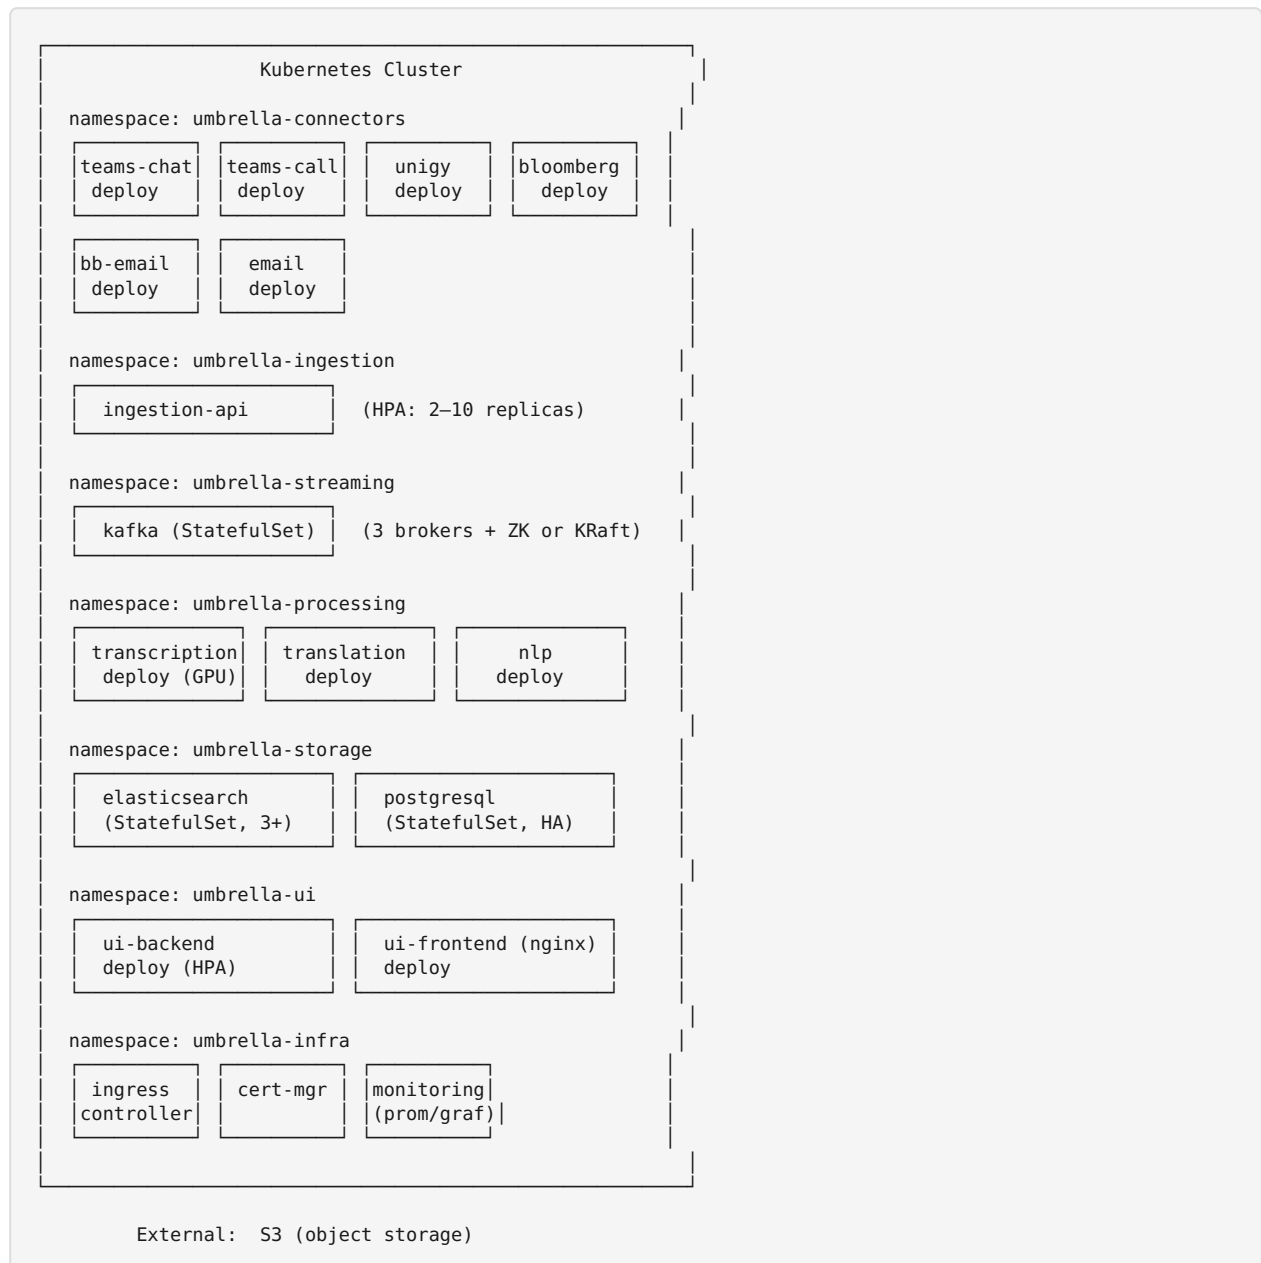 Kubernetes Cluster
namespace: umbrella-connectors
teams-chat teams-call unigy bloomberg
deploy deploy deploy deploy
bb-email email
deploy deploy
namespace: umbrella-ingestion
ingestion-api (HPA: 2–10 replicas)
namespace: umbrella-streaming
kafka (StatefulSet) (3 brokers + ZK or KRaft)
namespace: umbrella-processing
transcription translation nlp
deploy (GPU) deploy deploy
namespace: umbrella-storage
elasticsearch postgresql
(StatefulSet, 3+) (StatefulSet, HA)
namespace: umbrella-ui
ui-backend ui-frontend (nginx)
deploy (HPA) deploy
namespace: umbrella-infra
ingress cert-mgr monitoring
controller (prom/graf)
External: S3 (object storage)